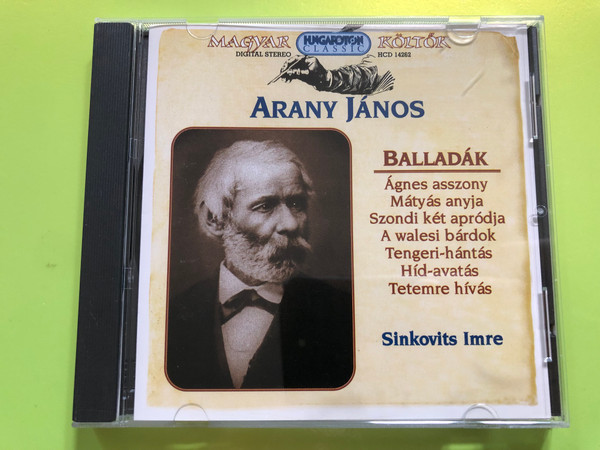 MAGYAR HUNGAROTON KÖLTŐK
DIGITAL STEREO CLASSIC HCD 14262
ARANY JÁNOS
BALLADÁK
Ágnes asszony
Mátyás anyja
Szondi két apródja
A walesi bárdok
Tengeri-hántás
Híd-avatás
Tetemre hívás
Sinkovits Imre